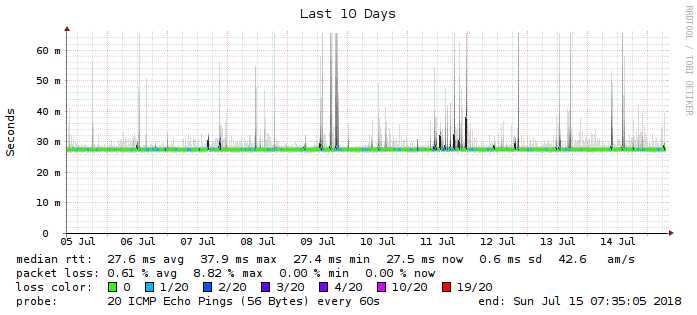 Last 10 Days
RRDTOOL / TOBI OETIKER
Seconds
60 m
50 m
40 m
30 m
20 m
10 m
0
05 Jul 06 Jul 07 Jul 08 Jul 09 Jul 10 Jul 11 Jul 12 Jul 13 Jul 14 Jul
median rtt: 27.6 ms avg 37.9 ms max 27.4 ms min 27.5 ms now 0.6 ms sd 42.6 am/s
packet loss: 0.61 % avg 8.82 % max 0.00 % min 0.00 % now
loss color: 0 1/20 2/20 3/20 4/20 10/20 19/20
probe: 20 ICMP Echo Pings (56 Bytes) every 60s end: Sun Jul 15 07:35:05 2018